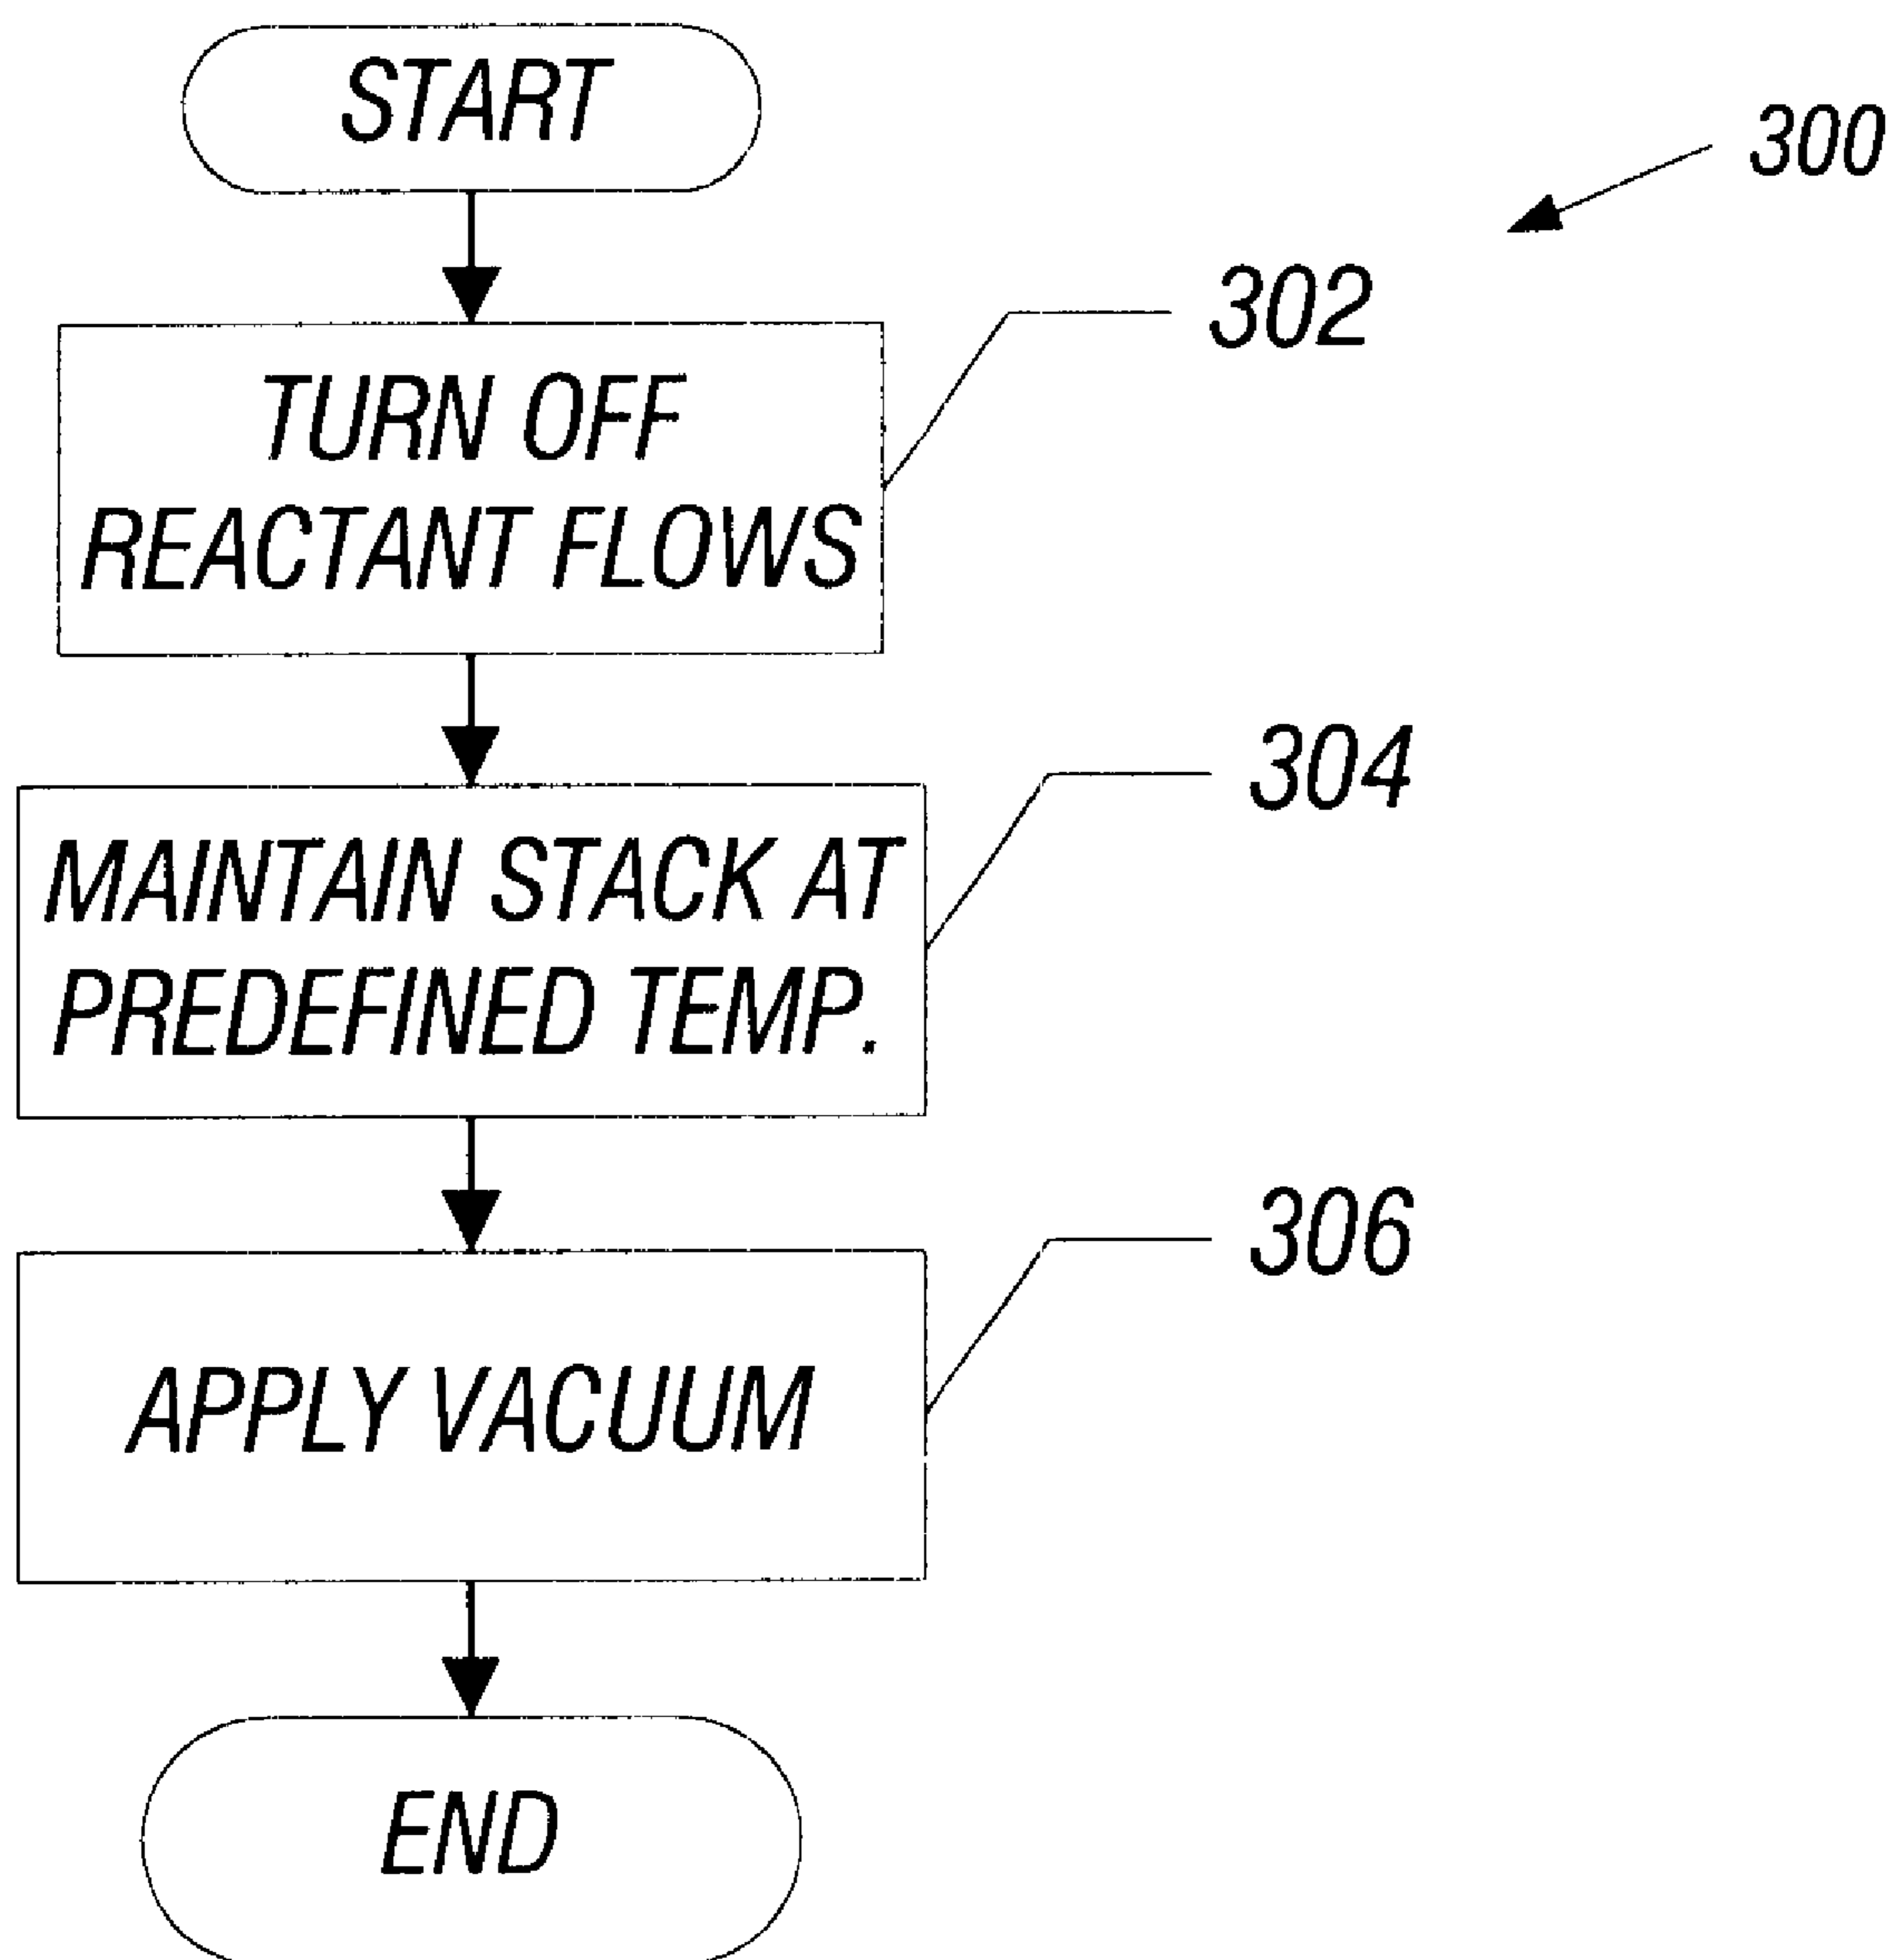 START
300
302
TURN OFF
REACTANT FLOWS
304
MAINTAIN STACK AT
PREDEFINED TEMP.
306
APPLY VACUUM
END